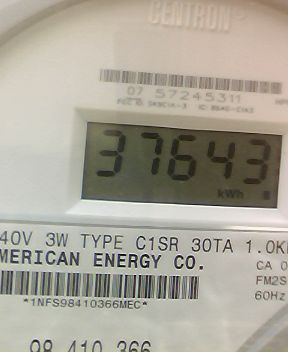 CENTRON®
07 57245311
37643
kWh
40V 3W TYPE C1SR 30TA 1.0K
MERICAN ENERGY CO.
CA 0
FM2S
60Hz
*1NFS98410366MEC*
98 410 366